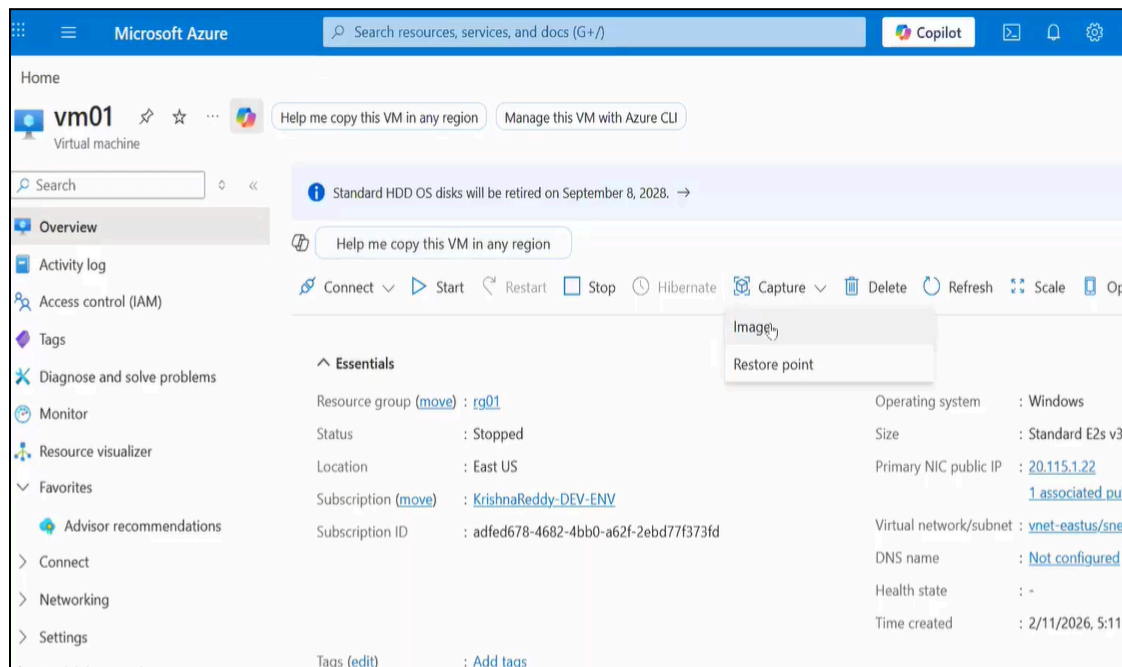 Microsoft Azure
Search resources, services, and docs (G+/)
Copilot
Home
vm01
Virtual machine
Help me copy this VM in any region
Manage this VM with Azure CLI
Search
Standard HDD OS disks will be retired on September 8, 2028.
Help me copy this VM in any region
Connect
Start
Restart
Stop
Hibernate
Capture
Delete
Refresh
Scale
Image
Restore point
Overview
Activity log
Access control (IAM)
Tags
Diagnose and solve problems
Monitor
Resource visualizer
Favorites
Advisor recommendations
Connect
Networking
Settings
Essentials
Resource group (move) : rg01
Status : Stopped
Location : East US
Subscription (move) : KrishnaReddy-DEV-ENV
Subscription ID : adfed678-4682-4bb0-a62f-2ebd77f373fd
Operating system : Windows
Size : Standard E2s v3
Primary NIC public IP : 20.115.1.22
1 associated
Virtual network/subnet : vnet-eastus/sne
DNS name : Not configured
Health state : -
Time created : 2/11/2026, 5:11
Tags (edit) : Add tags